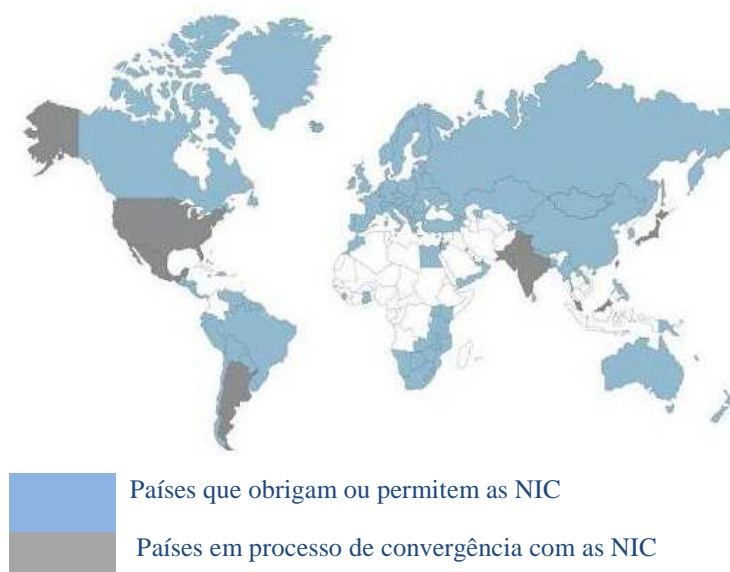 Países que obrigam ou permitem as NIC
Países em processo de convergência com as NIC